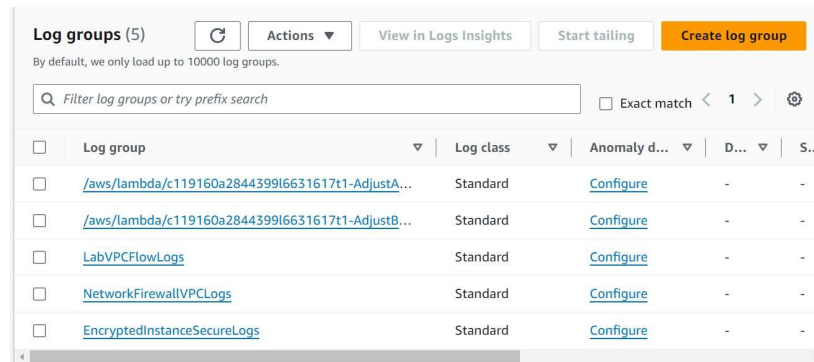 Log groups (5) Actions View in Logs Insights Start tailing Create log group
By default, we only load up to 10000 log groups.
Filter log groups or try prefix search Exact match 1
Log group Log class Anomaly d... D... S...
/aws/lambda/c119160a2844399l6631617t1-AdjustA... Standard Configure - -
/aws/lambda/c119160a2844399l6631617t1-AdjustB... Standard Configure - -
LabVPCFlowLogs Standard Configure - -
NetworkFirewallVPCLogs Standard Configure - -
EncryptedInstanceSecureLogs Standard Configure - -